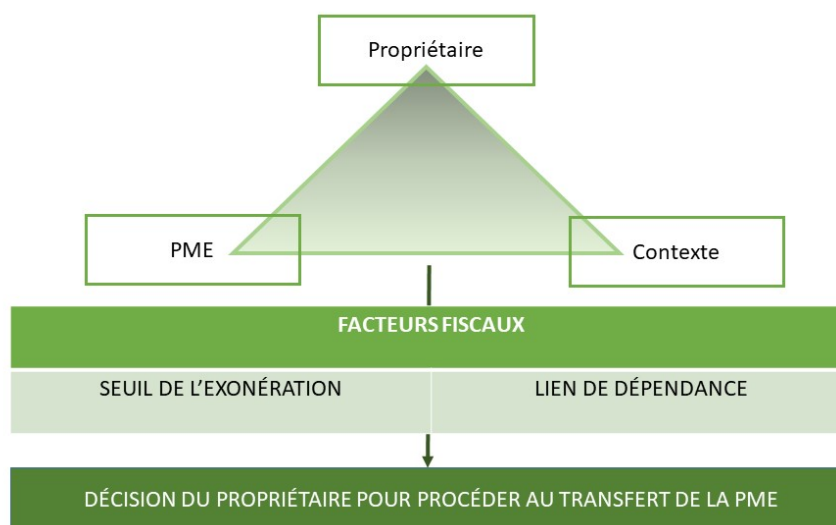 Propriétaire
PME
Contexte
FACTEURS FISCAUX
SEUIL DE L'EXONÉRATION
LIEN DE DÉPENDANCE
DÉCISION DU PROPRIÉTAIRE POUR PROCÉDER AU TRANSFERT DE LA PME